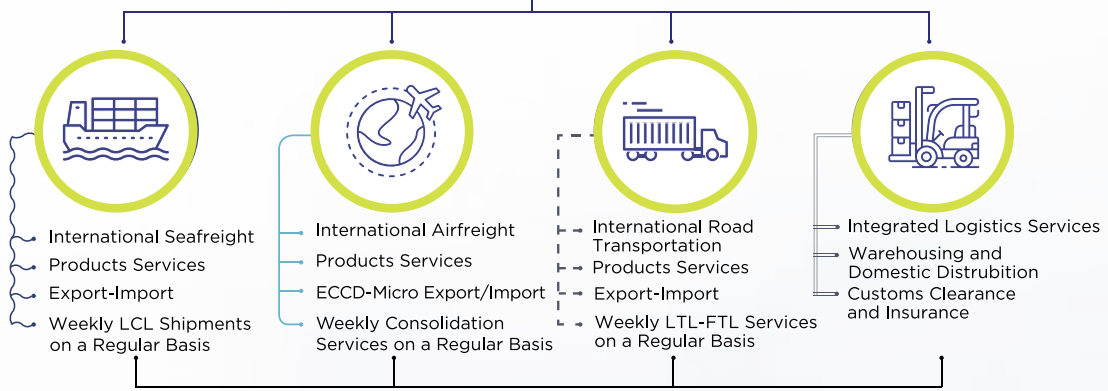 International Seafreight
Products Services
Export-Import
Weekly LCL Shipments
on a Regular Basis
International Airfreight
Products Services
ECCD-Micro Export/Import
Weekly Consolidation
Services on a Regular Basis
International Road
Transportation
Products Services
Export-Import
Weekly LTL-FTL Services
on a Regular Basis
Integrated Logistics Services
Warehousing and
Domestic Distrubition
Customs Clearance
and Insurance